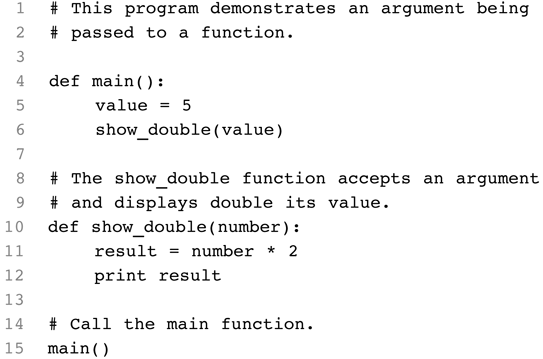 1 # This program demonstrates an argument being
2 # passed to a function.
3
4 def main():
5     value = 5
6     show_double(value)
7
8 # The show_double function accepts an argument
9 # and displays double its value.
10 def show_double(number):
11     result = number * 2
12     print result
13
14 # Call the main function.
15 main()